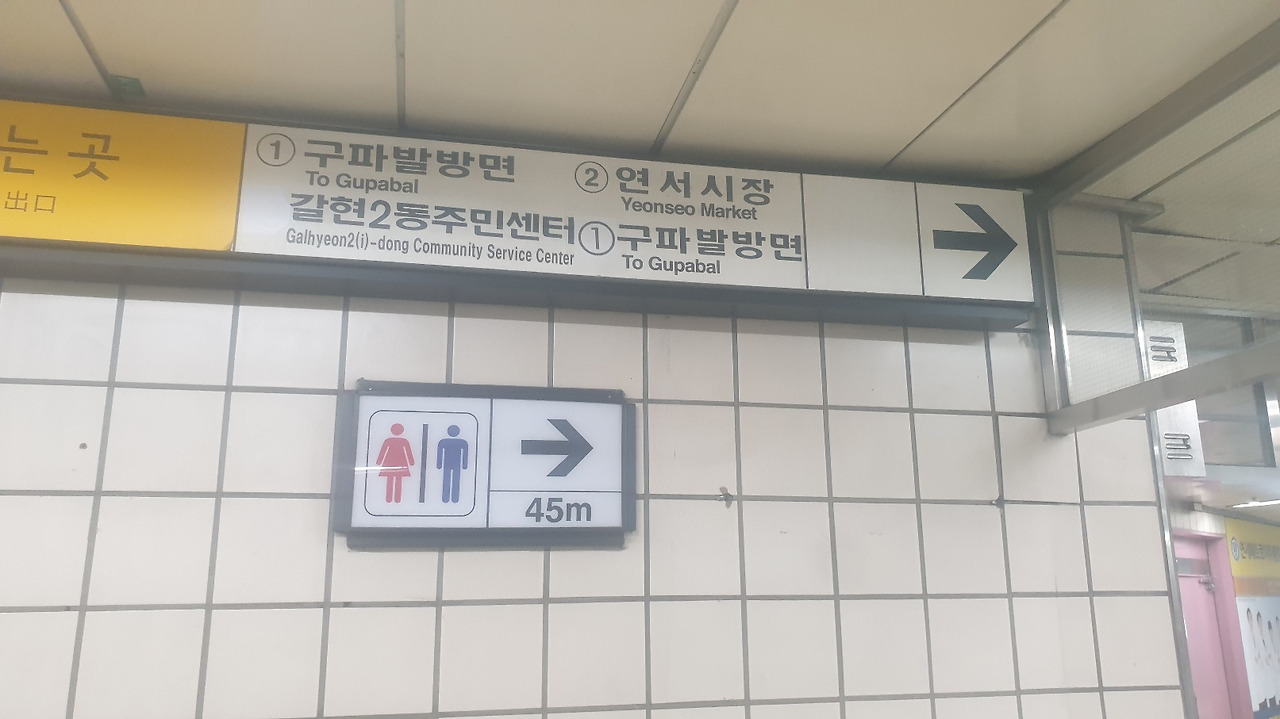 는 곳
出口
① 구파발방면
To Gupabal
갈현2동주민센터
Galhyeon2(i)-dong Community Service Center
② 연서시장
Yeonseo Market
① 구파발방면
To Gupabal
45m